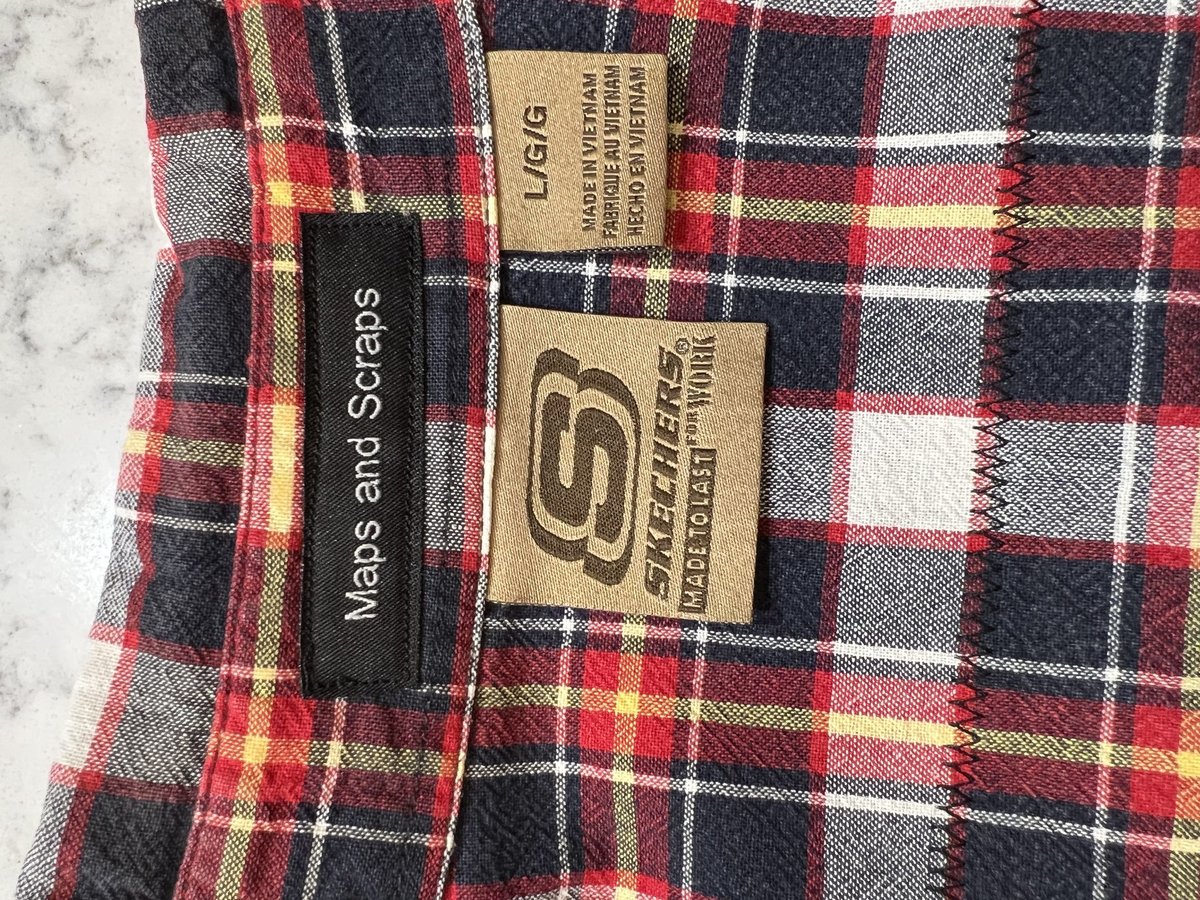 L/G/G
MADE IN VIETNAM
FABRIQUE AU VIETNAM
HECHO EN VIETNAM
Maps and Scraps
S
SKECHERS®
MADE TO LAST FOR WORK